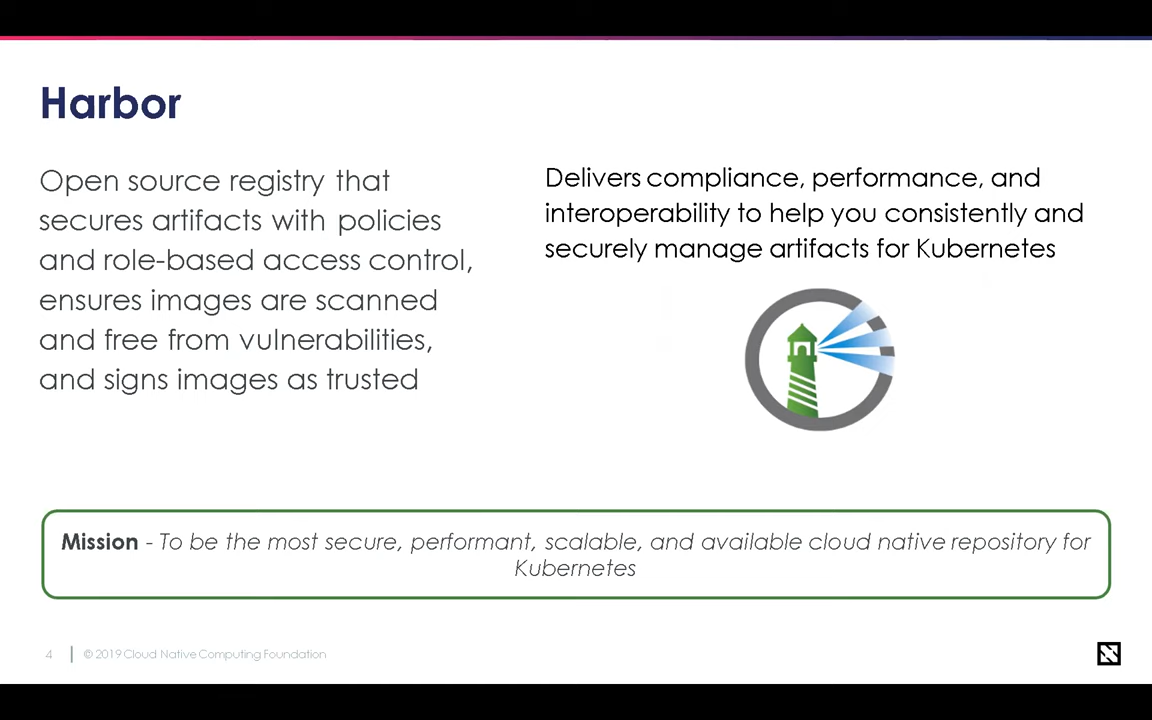 Harbor
Open source registry that
secures artifacts with policies
and role-based access control,
ensures images are scanned
and free from vulnerabilities,
and signs images as trusted
Delivers compliance, performance, and
interoperability to help you consistently and
securely manage artifacts for Kubernetes
Mission - To be the most secure, performant, scalable, and available cloud native repository for
Kubernetes
4
© 2019 Cloud Native Computing Foundation